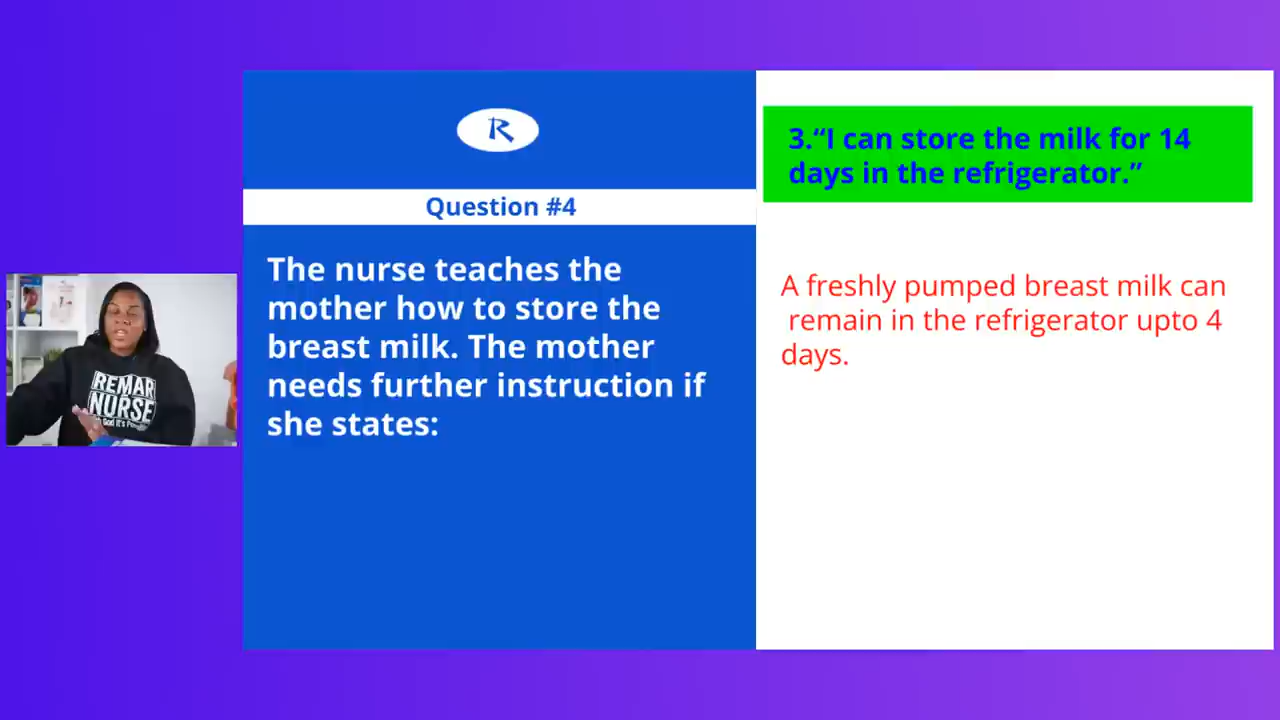 R
Question #4
The nurse teaches the
mother how to store the
breast milk. The mother
needs further instruction if
she states:
3.“I can store the milk for 14
days in the refrigerator.”
A freshly pumped breast milk can
remain in the refrigerator upto 4
days.
REMAR
NURSE